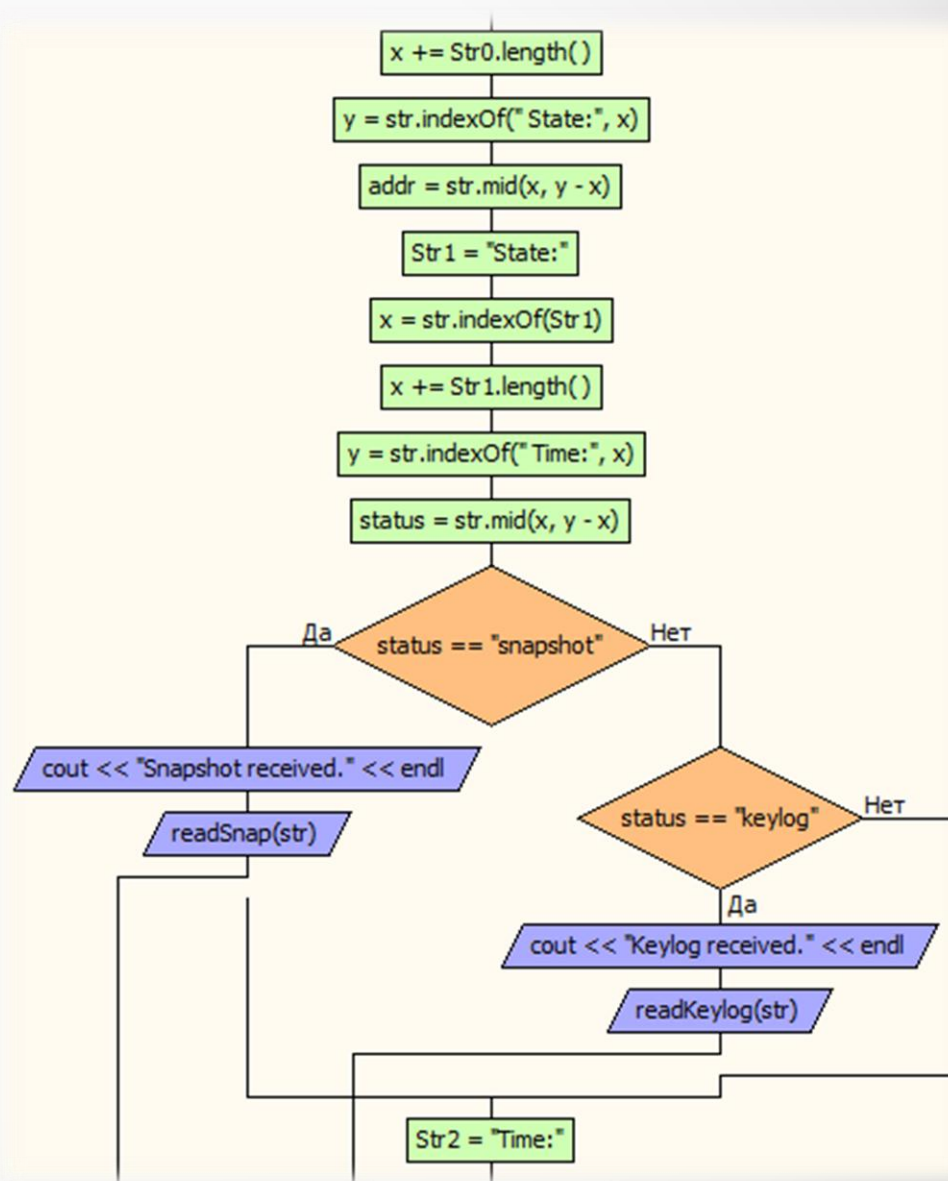 x += Str0.length()
y = str.indexOf(" State:", x)
addr = str.mid(x, y - x)
Str1 = "State:"
x = str.indexOf(Str1)
x += Str1.length()
y = str.indexOf(" Time:", x)
status = str.mid(x, y - x)
Да
status == "snapshot"
Нет
cout << "Snapshot received." << endl
status == "keylog"
Нет
readSnap(str)
Да
cout << "Keylog received." << endl
readKeylog(str)
Str2 = "Time:"